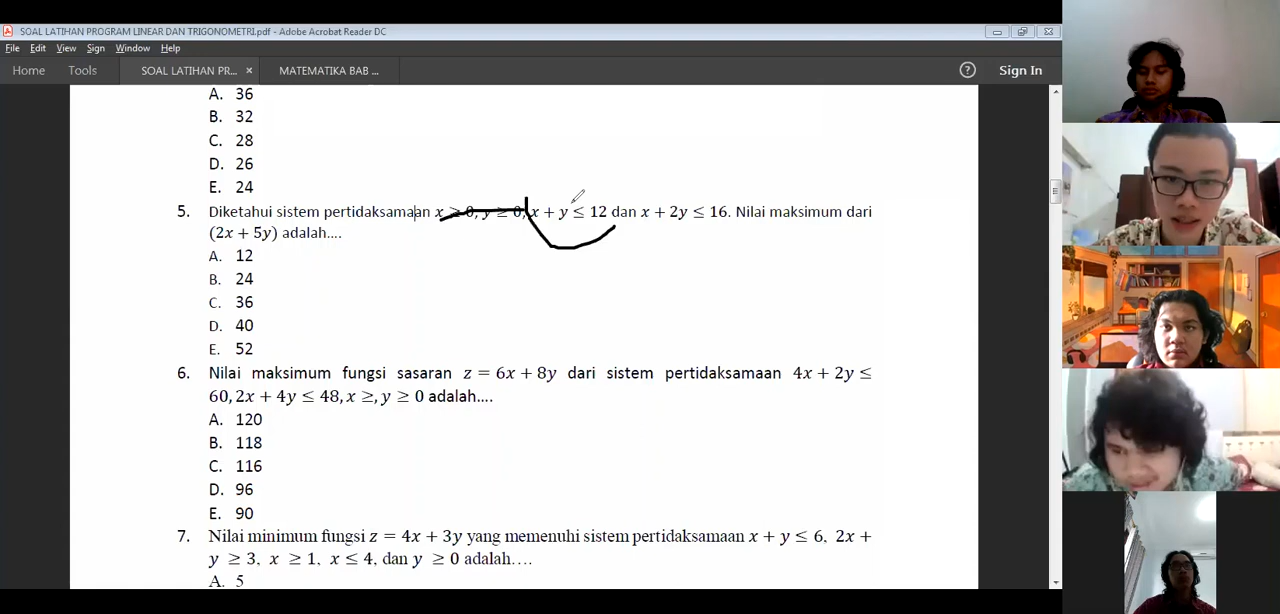 SOAL LATIHAN PROGRAM LINEAR DAN TRIGONOMETRI.pdf - Adobe Acrobat Reader DC
File Edit View Sign Window Help
Home Tools SOAL LATIHAN PR... × MATEMATIKA BAB ... ? Sign In
A. 36
B. 32
C. 28
D. 26
E. 24
5. Diketahui sistem pertidaksamaan x ≥ 0, y ≥ 0, x + y ≤ 12 dan x + 2y ≤ 16. Nilai maksimum dari
(2x + 5y) adalah....
A. 12
B. 24
C. 36
D. 40
E. 52
6. Nilai maksimum fungsi sasaran z = 6x + 8y dari sistem pertidaksamaan 4x + 2y ≤
60, 2x + 4y ≤ 48, x ≥, y ≥ 0 adalah....
A. 120
B. 118
C. 116
D. 96
E. 90
7. Nilai minimum fungsi z = 4x + 3y yang memenuhi sistem pertidaksamaan x + y ≤ 6, 2x +
y ≥ 3, x ≥ 1, x ≤ 4, dan y ≥ 0 adalah....
A. 5